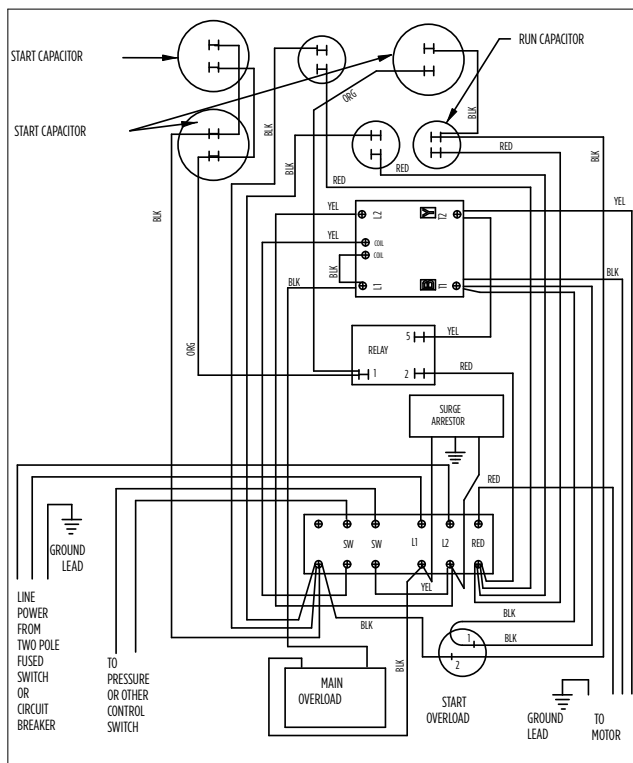 START CAPACITOR
RUN CAPACITOR
START CAPACITOR
ORG
BLK
BLK
BLK
BLK
RED
RED
RED
BLK
YEL
YEL
YEL
L2
Y
T2
COIL
COIL
BLK
BLK
L1
B
T1
BLK
ORG
5
YEL
RELAY
1
2
RED
SURGE
ARRESTOR
RED
SW
SW
L1
L2
RED
GROUND
LEAD
YEL
BLK
BLK
BLK
BLK
1
2
LINE
POWER
FROM
TWO POLE
FUSED
SWITCH
OR
CIRCUIT
BREAKER
TO
PRESSURE
OR OTHER
CONTROL
SWITCH
MAIN
OVERLOAD
START
OVERLOAD
GROUND
LEAD
TO
MOTOR